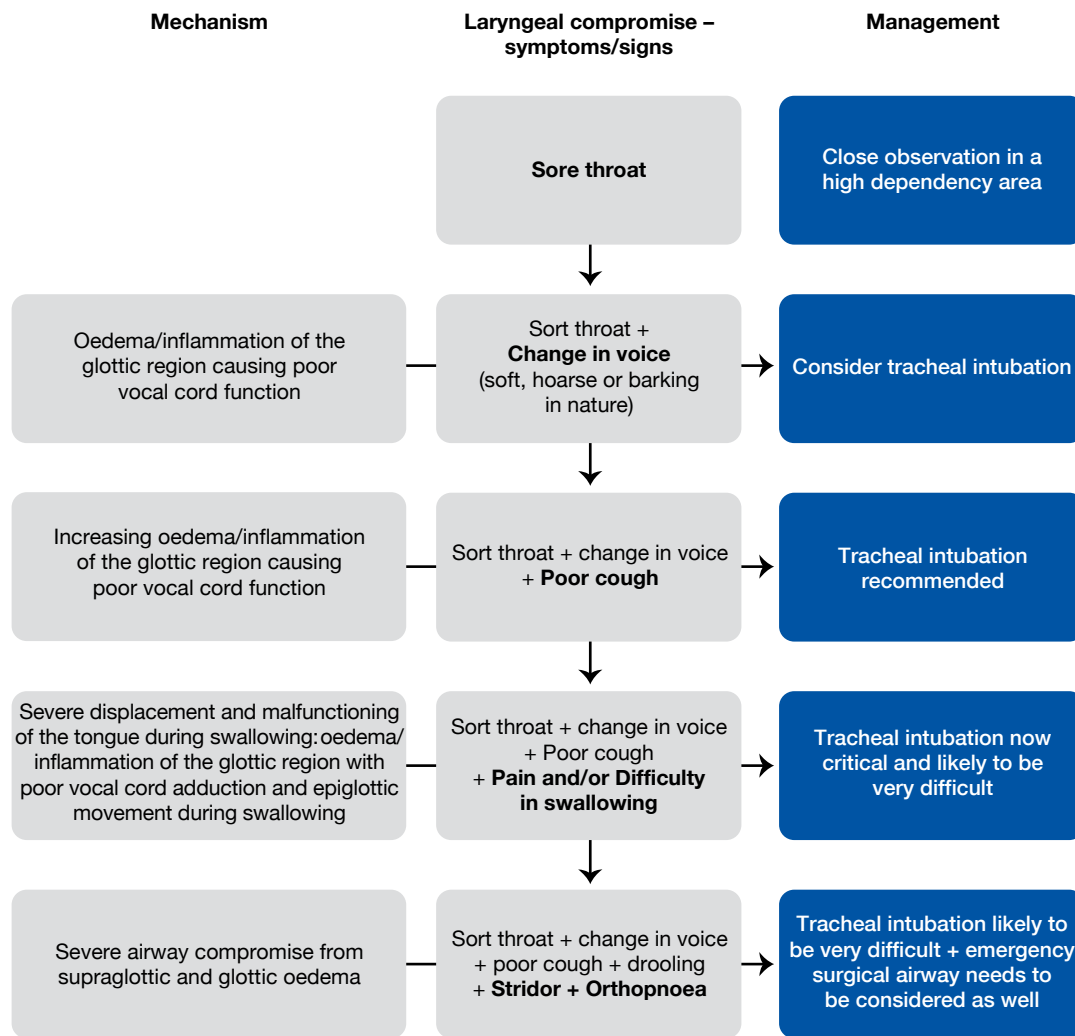 Mechanism
Laryngeal compromise –
symptoms/signs
Management
Sore throat
Close observation in a
high dependency area
Oedema/inflammation of the
glottic region causing poor
vocal cord function
Sort throat +
Change in voice
(soft, hoarse or barking
in nature)
Consider tracheal intubation
Increasing oedema/inflammation
of the glottic region causing
poor vocal cord function
Sort throat + change in voice
+ Poor cough
Tracheal intubation
recommended
Severe displacement and malfunctioning
of the tongue during swallowing: oedema/
inflammation of the glottic region with
poor vocal cord adduction and epiglottic
movement during swallowing
Sort throat + change in voice
+ Poor cough
+ Pain and/or Difficulty
in swallowing
Tracheal intubation now
critical and likely to be
very difficult
Severe airway compromise from
supraglottic and glottic oedema
Sort throat + change in voice
+ poor cough + drooling
+ Stridor + Orthopnoea
Tracheal intubation likely to
be very difficult + emergency
surgical airway needs to
be considered as well